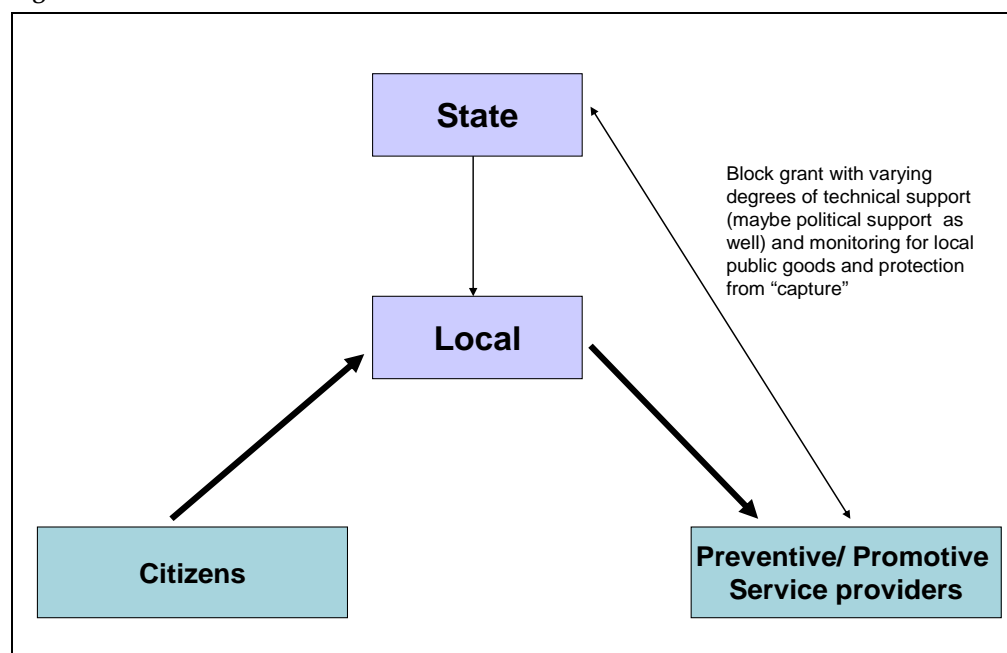 State
Block grant with varying
degrees of technical support
(maybe political support as
well) and monitoring for local
public goods and protection
from “capture”
Local
Citizens
Preventive/ Promotive
Service providers